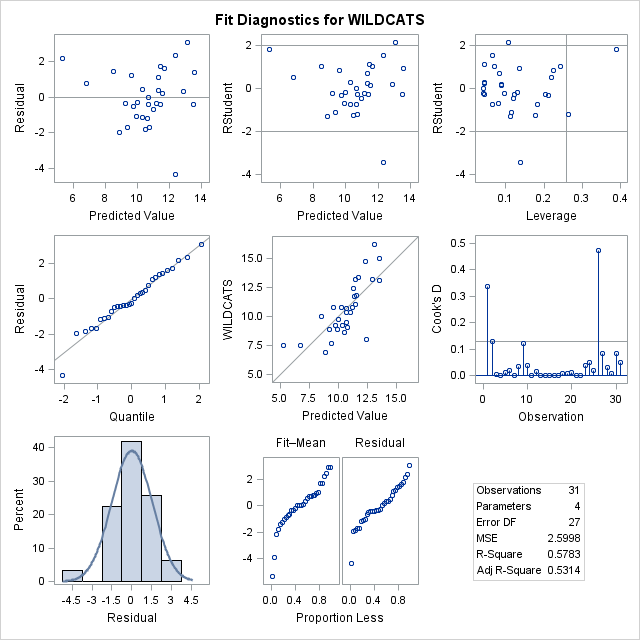 Fit Diagnostics for WILDCATS
Residual
2
0
-2
-4
6 8 10 12 14
Predicted Value
RStudent
2
0
-2
-4
6 8 10 12 14
Predicted Value
RStudent
2
0
-2
-4
0.1 0.2 0.3 0.4
Leverage
Residual
2
0
-2
-4
-2 -1 0 1 2
Quantile
WILDCATS
15.0
12.5
10.0
7.5
5.0
5.0 7.5 10.0 12.5 15.0
Predicted Value
Cook's D
0.5
0.4
0.3
0.2
0.1
0.0
0 10 20 30
Observation
Percent
40
30
20
10
0
-4.5 -3 -1.5 0 1.5 3 4.5
Residual
Fit–Mean Residual
2
0
-2
-4
0.0 0.4 0.8 0.0 0.4 0.8
Proportion Less
Observations 31
Parameters 4
Error DF 27
MSE 2.5998
R-Square 0.5783
Adj R-Square 0.5314